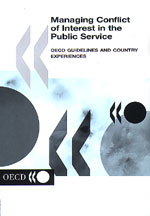 Managing Conflict
of Interest in the
Public Service
OECD GUIDELINES AND COUNTRY
EXPERIENCES
OECD